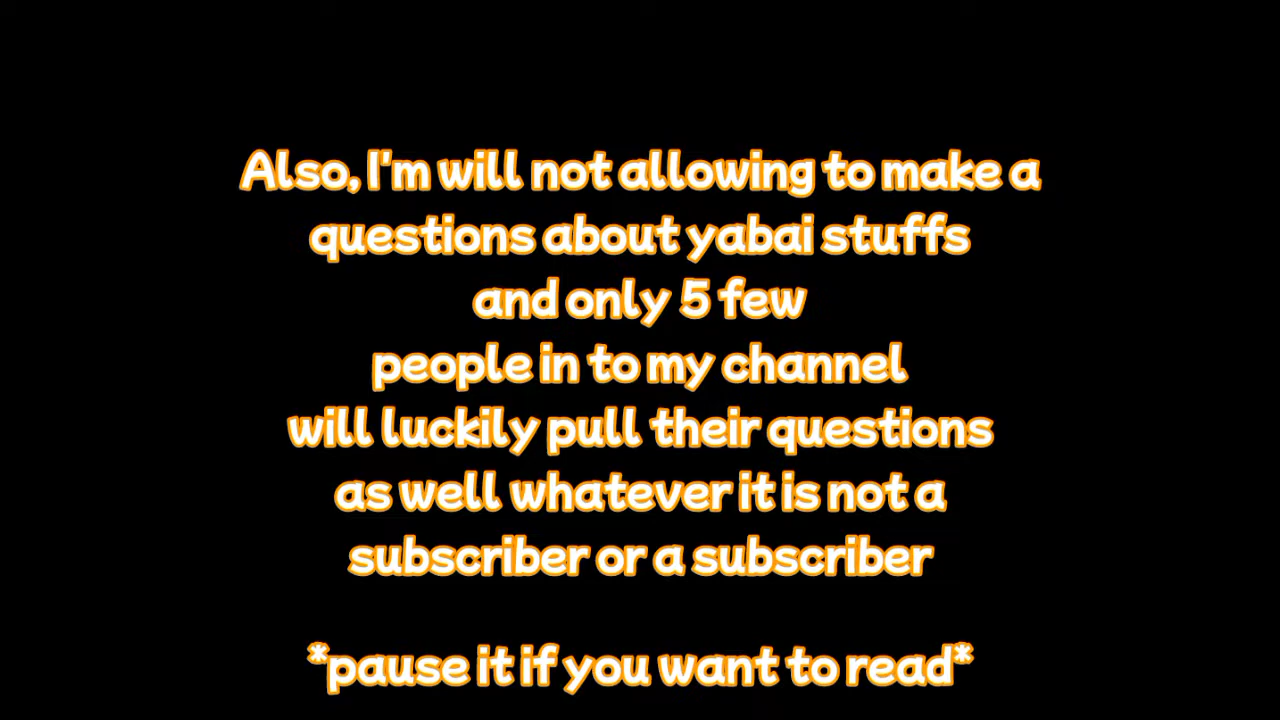 Also, I'm will not allowing to make a
questions about yabai stuffs
and only 5 few
people in to my channel
will luckily pull their questions
as well whatever it is not a
subscriber or a subscriber
*pause it if you want to read*